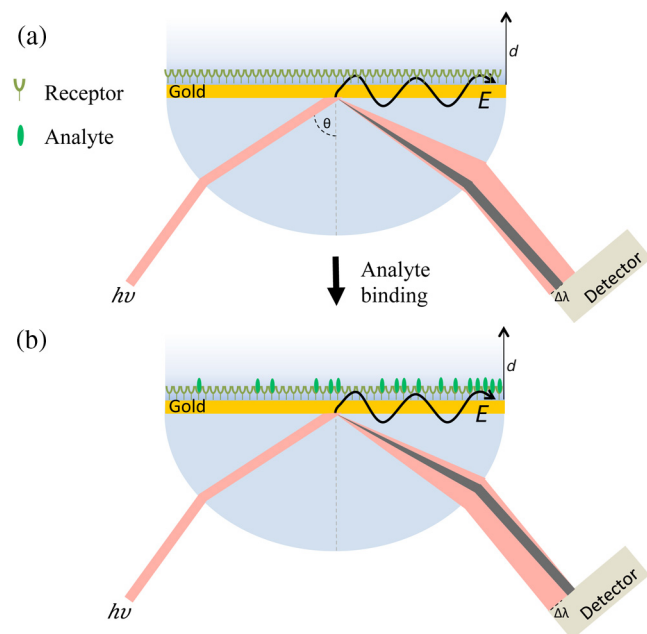 (a)
d
Receptor
Gold
E
Analyte
θ
hν
Δλ
Detector
Analyte
binding
(b)
d
Gold
E
hν
Δλ
Detector